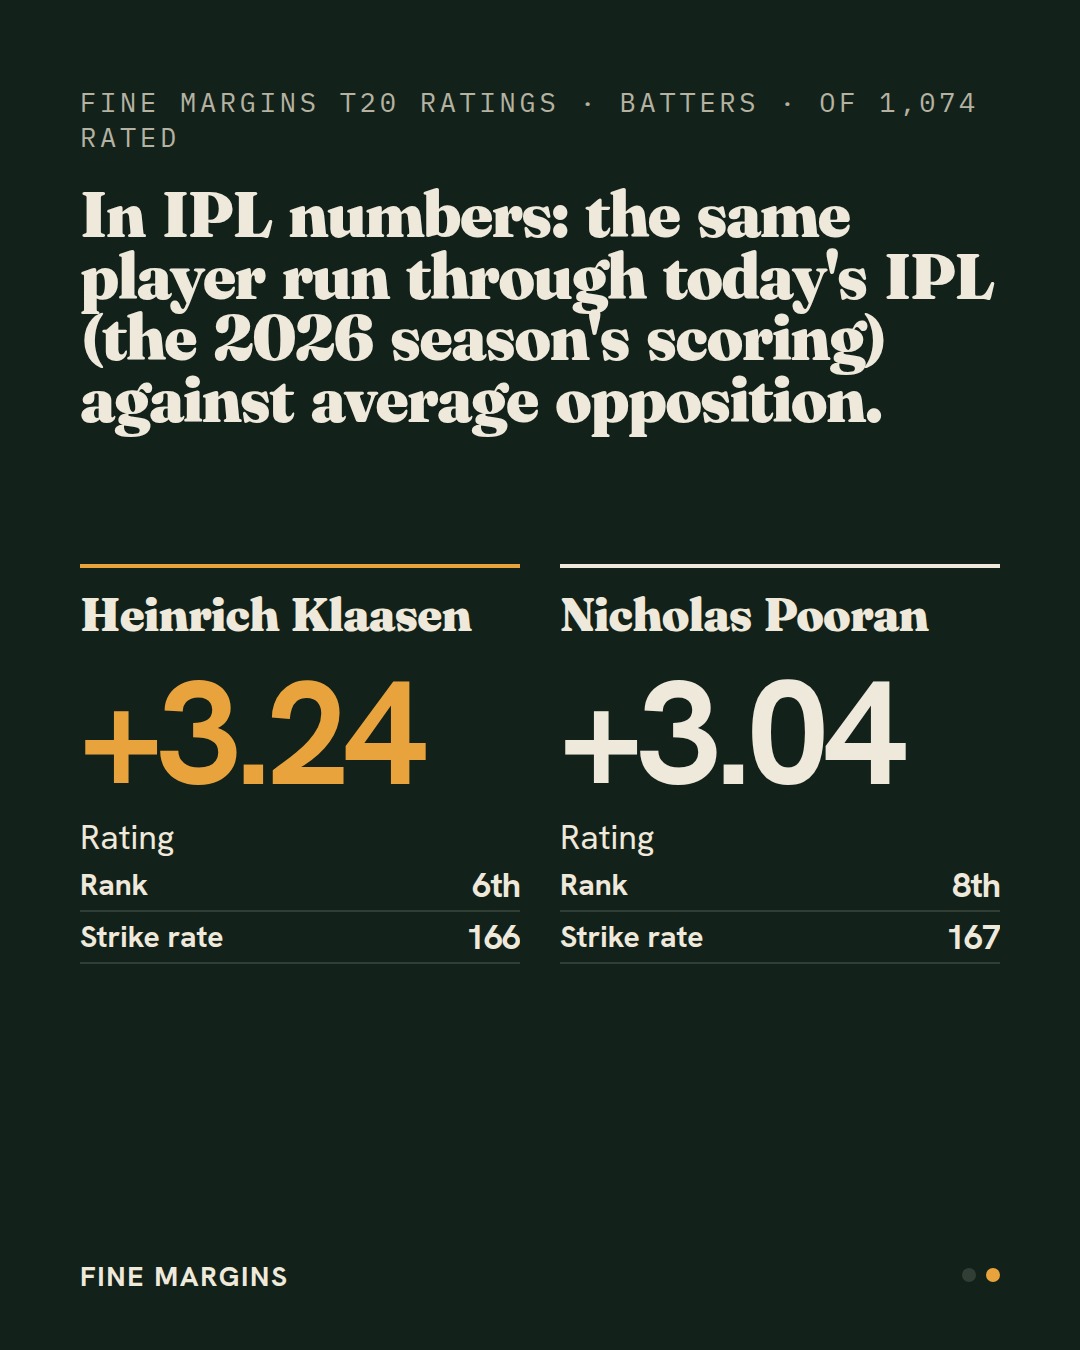 FINE MARGINS T20 RATINGS · BATTERS · OF 1,074
RATED
In IPL numbers: the same
player run through today's IPL
(the 2026 season's scoring)
against average opposition.
Heinrich Klaasen
+3.24
Rating
Rank 6th
Strike rate 166
Nicholas Pooran
+3.04
Rating
Rank 8th
Strike rate 167
FINE MARGINS